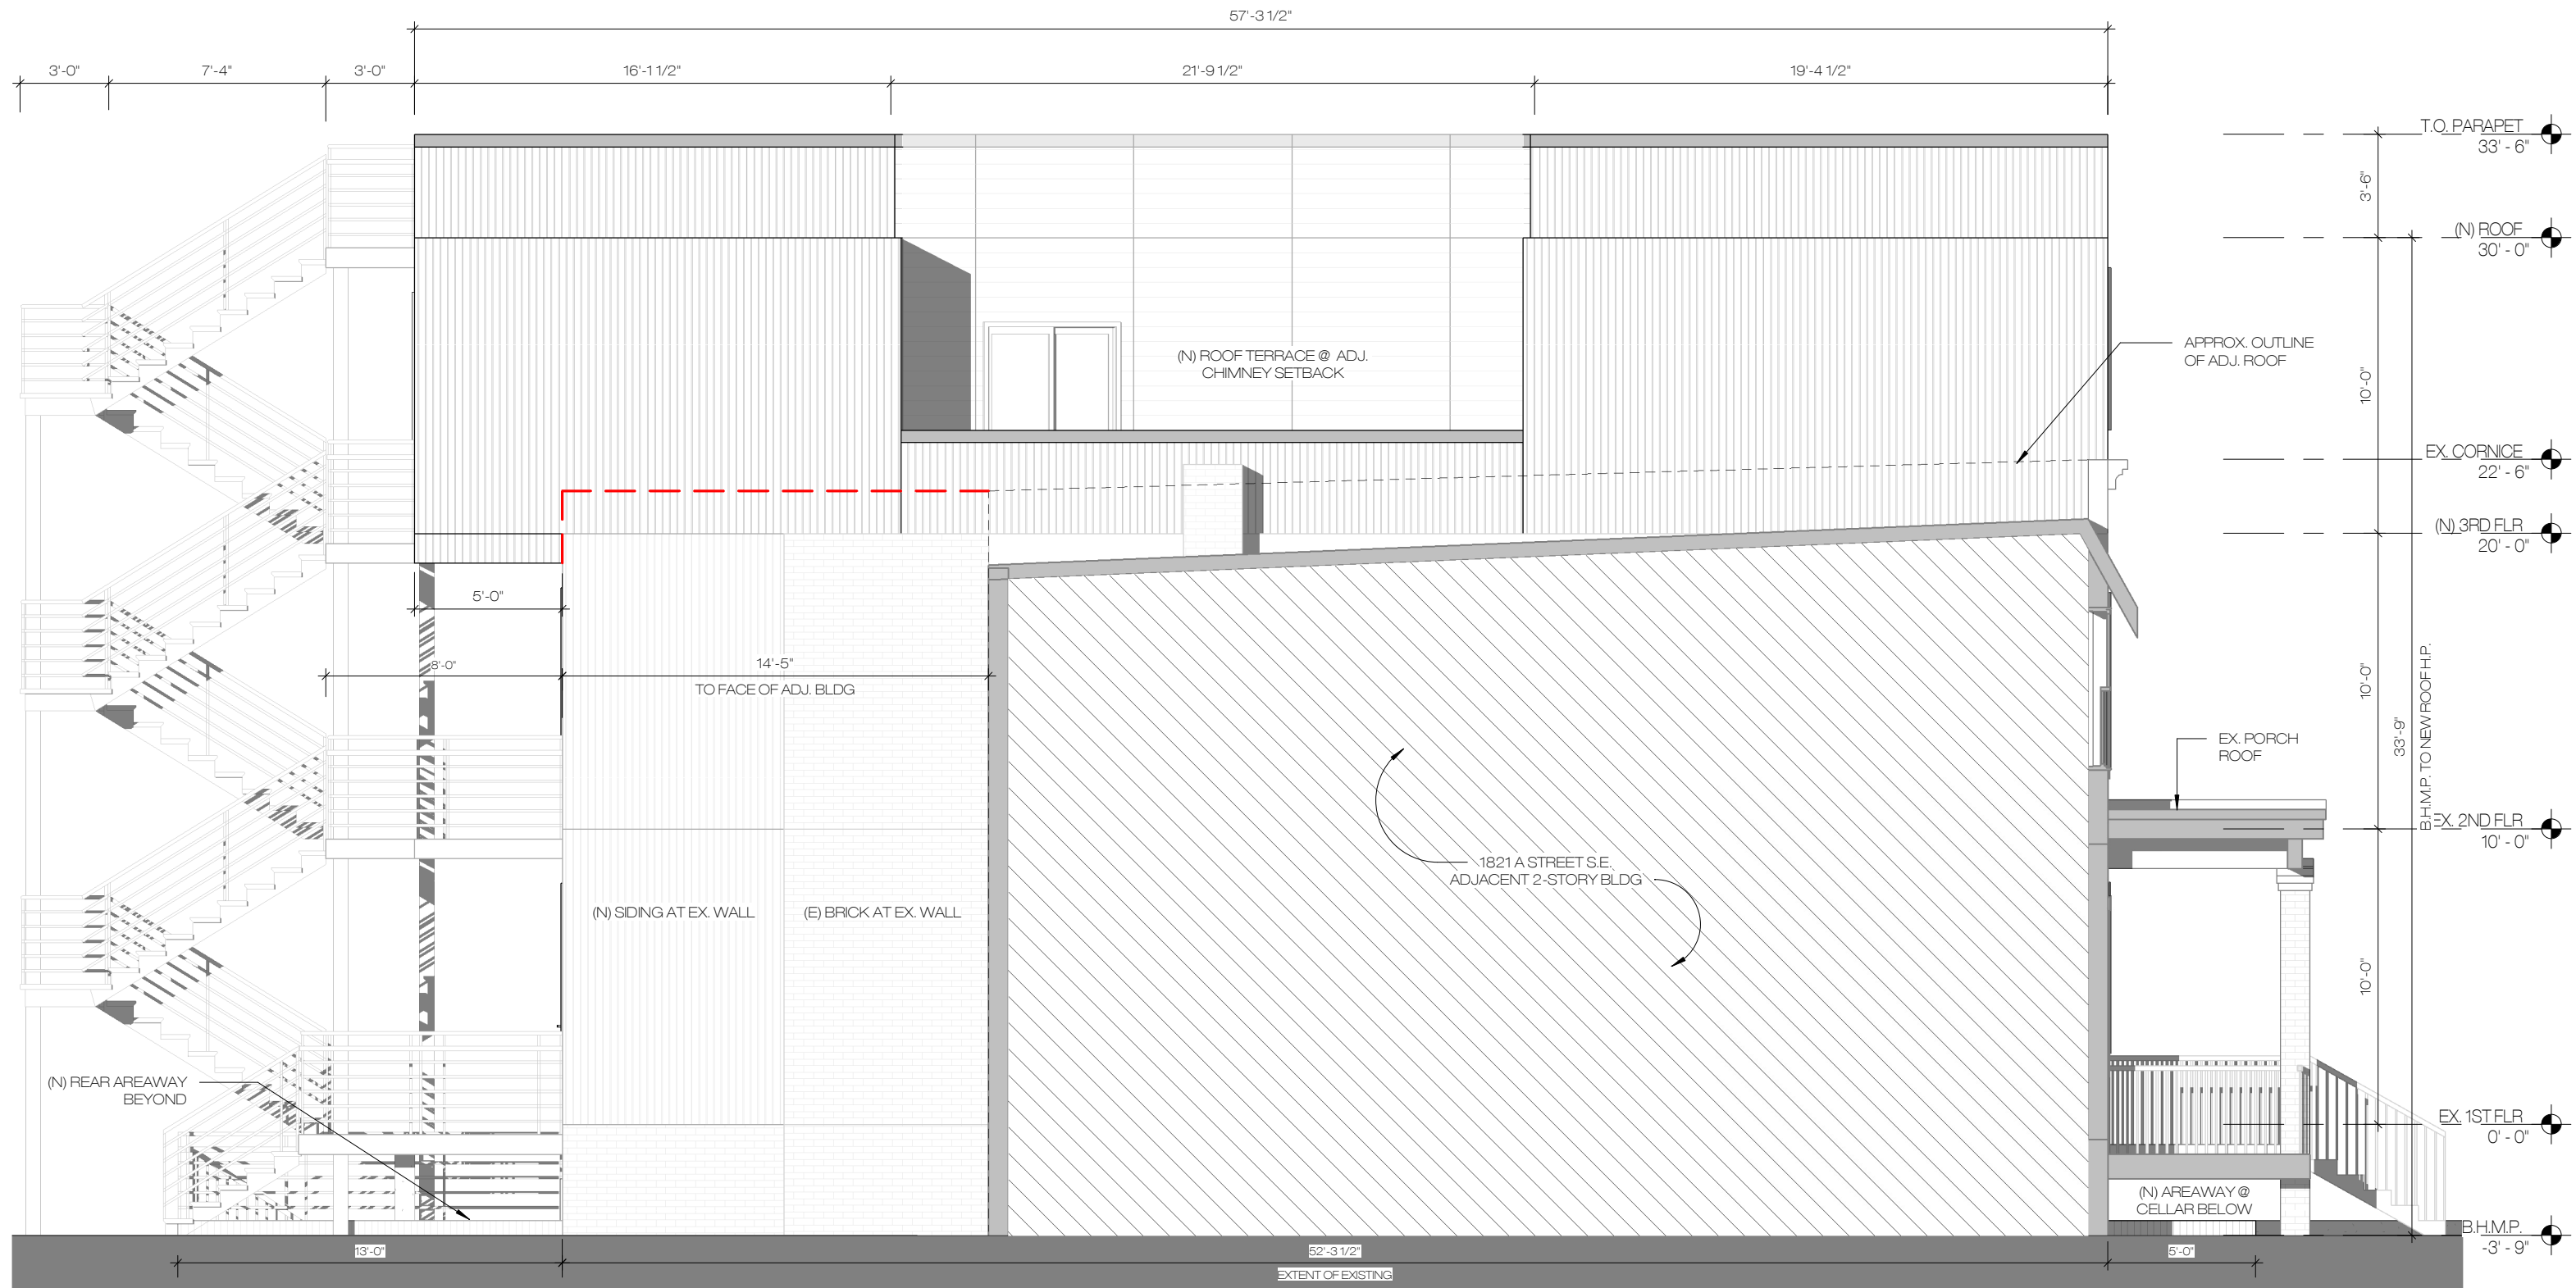 57'-3 1/2"
3'-0"
7'-4"
3'-0"
16'-1 1/2"
21'-9 1/2"
19'-4 1/2"
T.O. PARAPET
33' - 6"
3'-6"
(N) ROOF
30' - 0"
(N) ROOF TERRACE @ ADJ.
CHIMNEY SETBACK
APPROX. OUTLINE
OF ADJ. ROOF
10'-0"
EX. CORNICE
22' - 6"
(N) 3RD FLR
20' - 0"
5'-0"
8'-0"
14'-5"
TO FACE OF ADJ. BLDG
10'-0"
33'-9"
B.H.M.P. TO NEW ROOF H.P.
EX. PORCH
ROOF
EX. 2ND FLR
10' - 0"
1821 A STREET S.E.
ADJACENT 2-STORY BLDG
(N) SIDING AT EX. WALL
(E) BRICK AT EX. WALL
10'-0"
(N) REAR AREAWAY
BEYOND
EX. 1ST FLR
0' - 0"
(N) AREAWAY @
CELLAR BELOW
B.H.M.P.
-3' - 9"
13'-0"
52'-3 1/2"
5'-0"
EXTENT OF EXISTING